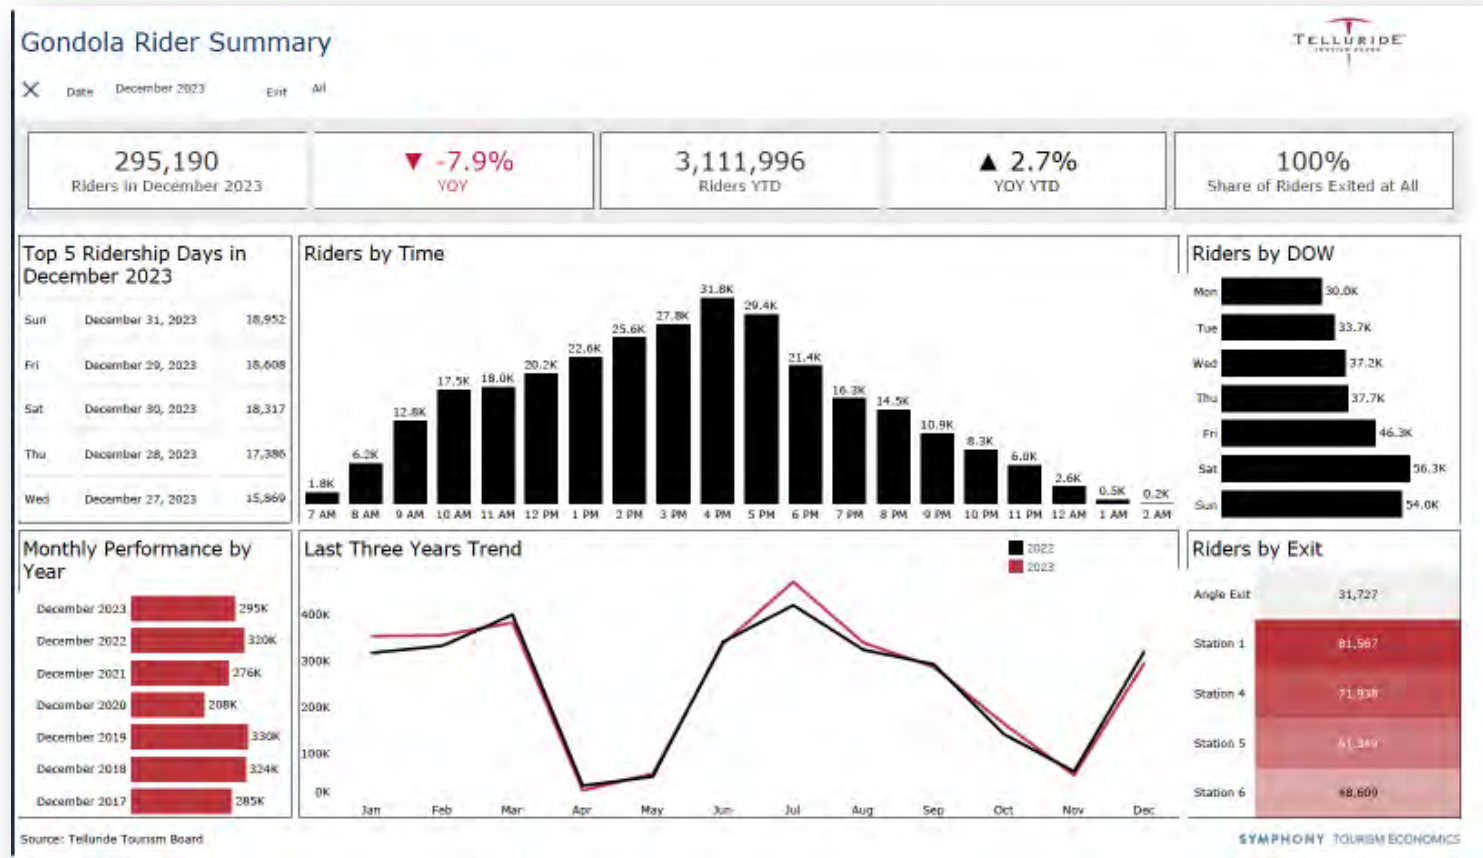 Gondola Rider Summary
TELLURIDE
TOURISM BOARD
Date December 2023 Exit All
295,190
Riders in December 2023
▼ -7.9%
YOY
3,111,996
Riders YTD
▲ 2.7%
YOY YTD
100%
Share of Riders Exited at All
Top 5 Ridership Days in
December 2023
Sun December 31, 2023 18,952
Fri December 29, 2023 18,608
Sat December 30, 2023 18,317
Thu December 28, 2023 17,386
Wed December 27, 2023 15,869
Riders by Time
1.8K
6.2K
12.8K
17.5K
18.0K
20.2K
22.6K
25.6K
27.8K
31.8K
29.4K
21.4K
16.3K
14.5K
10.9K
8.3K
6.0K
2.6K
0.5K
0.2K
7 AM 8 AM 9 AM 10 AM 11 AM 12 PM 1 PM 2 PM 3 PM 4 PM 5 PM 6 PM 7 PM 8 PM 9 PM 10 PM 11 PM 12 AM 1 AM 2 AM
Riders by DOW
Mon 30.0K
Tue 33.7K
Wed 37.2K
Thu 37.7K
Fri 46.3K
Sat 56.3K
Sun 54.0K
Monthly Performance by
Year
December 2023 295K
December 2022 320K
December 2021 276K
December 2020 208K
December 2019 330K
December 2018 324K
December 2017 285K
Last Three Years Trend
2022
2023
400K
300K
200K
100K
0K
Jan Feb Mar Apr May Jun Jul Aug Sep Oct Nov Dec
Riders by Exit
Angle Exit 31,727
Station 1 81,567
Station 4 71,938
Station 5 61,349
Station 6 48,609
Source: Telluride Tourism Board
SYMPHONY TOURISM ECONOMICS